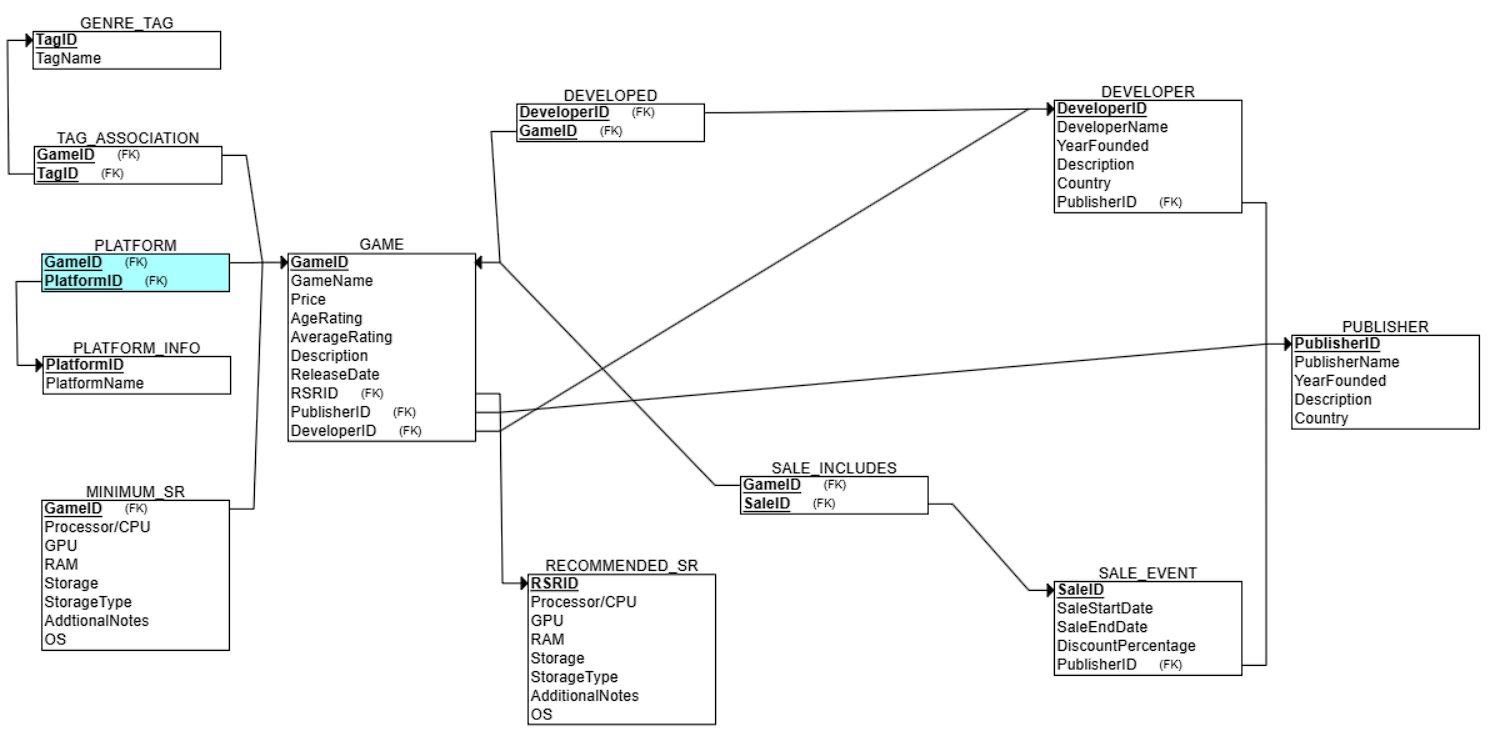 GENRE_TAG
TagID
TagName
TAG_ASSOCIATION
GameID (FK)
TagID (FK)
PLATFORM
GameID (FK)
PlatformID (FK)
PLATFORM_INFO
PlatformID
PlatformName
MINIMUM_SR
GameID (FK)
Processor/CPU
GPU
RAM
Storage
StorageType
AddtionalNotes
OS
GAME
GameID
GameName
Price
AgeRating
AverageRating
Description
ReleaseDate
RSRID (FK)
PublisherID (FK)
DeveloperID (FK)
DEVELOPED
DeveloperID (FK)
GameID (FK)
RECOMMENDED_SR
RSRID
Processor/CPU
GPU
RAM
Storage
StorageType
AdditionalNotes
OS
SALE_INCLUDES
GameID (FK)
SaleID (FK)
DEVELOPER
DeveloperID
DeveloperName
YearFounded
Description
Country
PublisherID (FK)
SALE_EVENT
SaleID
SaleStartDate
SaleEndDate
DiscountPercentage
PublisherID (FK)
PUBLISHER
PublisherID
PublisherName
YearFounded
Description
Country